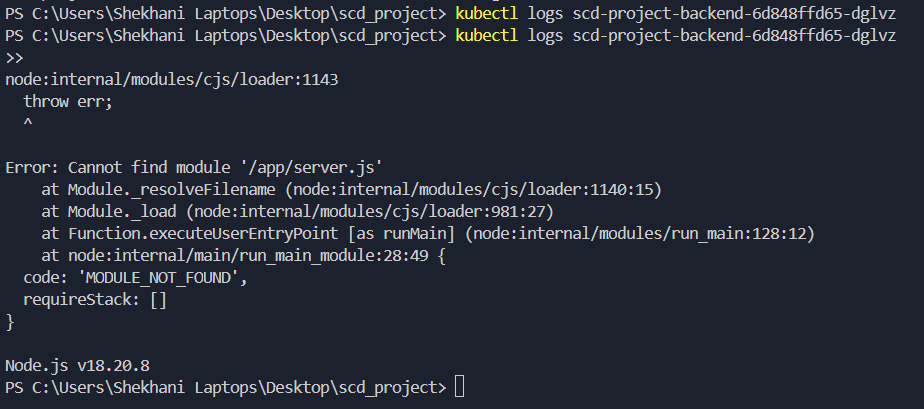 PS C:\Users\Shekhani Laptops\Desktop\scd_project> kubectl logs scd-project-backend-6d848ffd65-dglvz
PS C:\Users\Shekhani Laptops\Desktop\scd_project> kubectl logs scd-project-backend-6d848ffd65-dglvz
>>
node:internal/modules/cjs/loader:1143
  throw err;
  ^

Error: Cannot find module '/app/server.js'
    at Module._resolveFilename (node:internal/modules/cjs/loader:1140:15)
    at Module._load (node:internal/modules/cjs/loader:981:27)
    at Function.executeUserEntryPoint [as runMain] (node:internal/modules/run_main:128:12)
    at node:internal/main/run_main_module:28:49 {
  code: 'MODULE_NOT_FOUND',
  requireStack: []
}

Node.js v18.20.8
PS C:\Users\Shekhani Laptops\Desktop\scd_project>